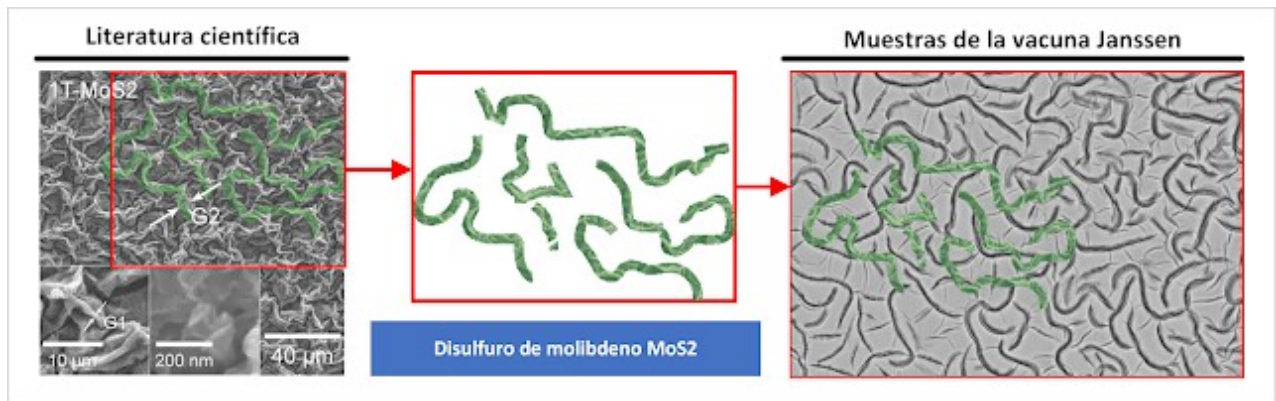 Literatura científica
Muestras de la vacuna Janssen
1T-MoS2
G2
G1
10 µm
200 nm
40 µm
Disulfuro de molibdeno MoS2